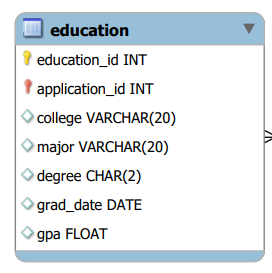 education
education_id INT
application_id INT
college VARCHAR(20)
major VARCHAR(20)
degree CHAR(2)
grad_date DATE
gpa FLOAT